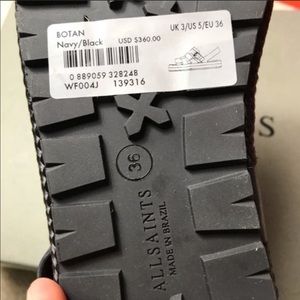 BOTAN
UK 3/US 5/EU 36
Navy/Black
USD $360.00
0 889059 328248
WF004J
139316
36
ALLSAINTS
MADE IN BRAZIL
S